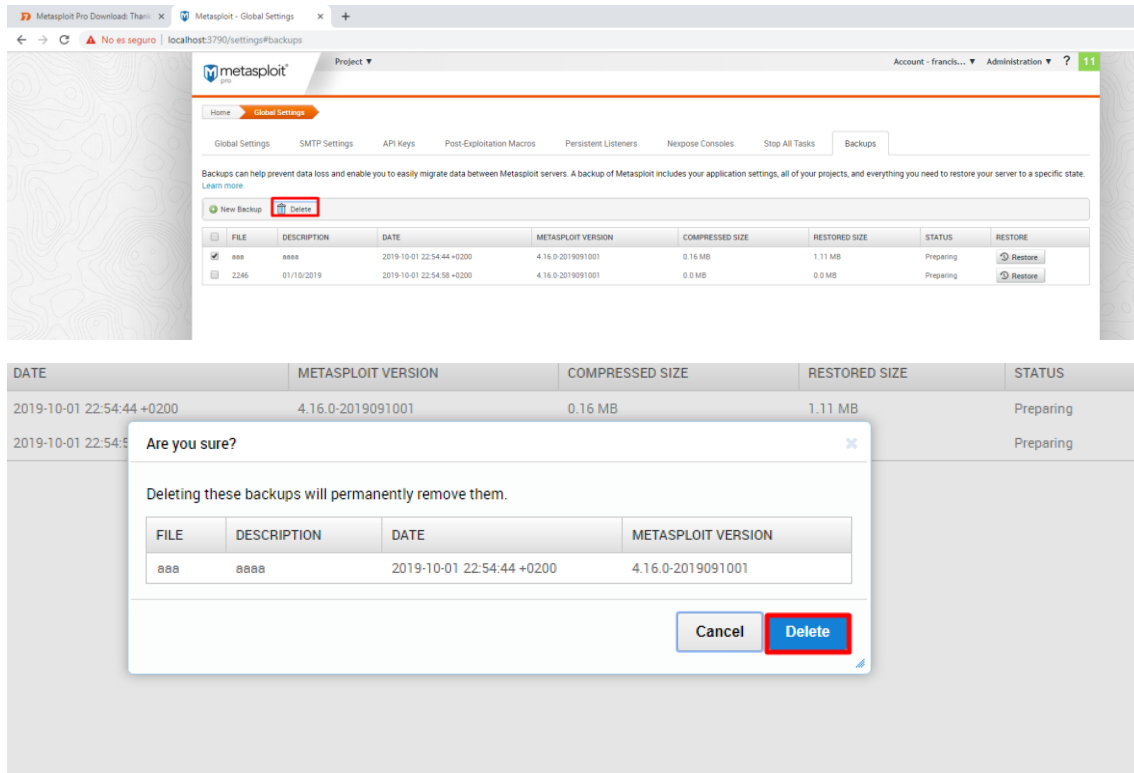 Metasploit Pro Download: Thank
Metasploit - Global Settings
No es seguro | localhost:3790/settings#backups
metasploit
pro
Project ▼
Account - francis... ▼ Administration ▼ ? 11
Home Global Settings
Global Settings SMTP Settings API Keys Post-Exploitation Macros Persistent Listeners Nexpose Consoles Stop All Tasks Backups
Backups can help prevent data loss and enable you to easily migrate data between Metasploit servers. A backup of Metasploit includes your application settings, all of your projects, and everything you need to restore your server to a specific state.
Learn more.
New Backup Delete
FILE DESCRIPTION DATE METASPLOIT VERSION COMPRESSED SIZE RESTORED SIZE STATUS RESTORE
aaa aaaa 2019-10-01 22:54:44 +0200 4.16.0-2019091001 0.16 MB 1.11 MB Preparing Restore
2246 01/10/2019 2019-10-01 22:54:58 +0200 4.16.0-2019091001 0.0 MB 0.0 MB Preparing Restore
DATE METASPLOIT VERSION COMPRESSED SIZE RESTORED SIZE STATUS
2019-10-01 22:54:44 +0200 4.16.0-2019091001 0.16 MB 1.11 MB Preparing
2019-10-01 22:54:5 Preparing
Are you sure?
Deleting these backups will permanently remove them.
FILE DESCRIPTION DATE METASPLOIT VERSION
aaa aaaa 2019-10-01 22:54:44 +0200 4.16.0-2019091001
Cancel Delete